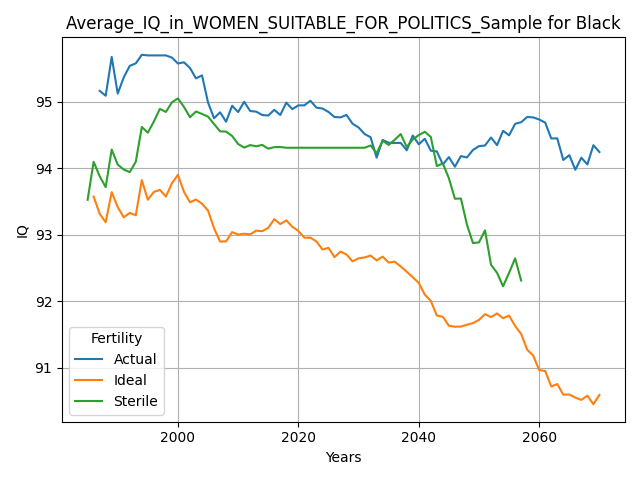 Average_IQ_in_WOMEN_SUITABLE_FOR_POLITICS_Sample for Black
IQ
95
94
93
92
91
Fertility
Actual
Ideal
Sterile
2000 2020 2040 2060
Years